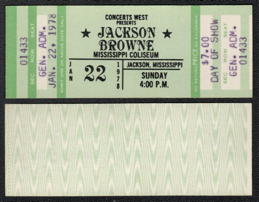 01433
GEN. ADM.
JAN. 22, 1978
CONCERTS WEST
PRESENTS
★ JACKSON ★
BROWNE
MISSISSIPPI COLISEUM
JAN 22 1978
JACKSON, MISSISSIPPI
SUNDAY
4:00 P.M.
$7.00
DAY OF SHOW
GEN. ADM.
01433